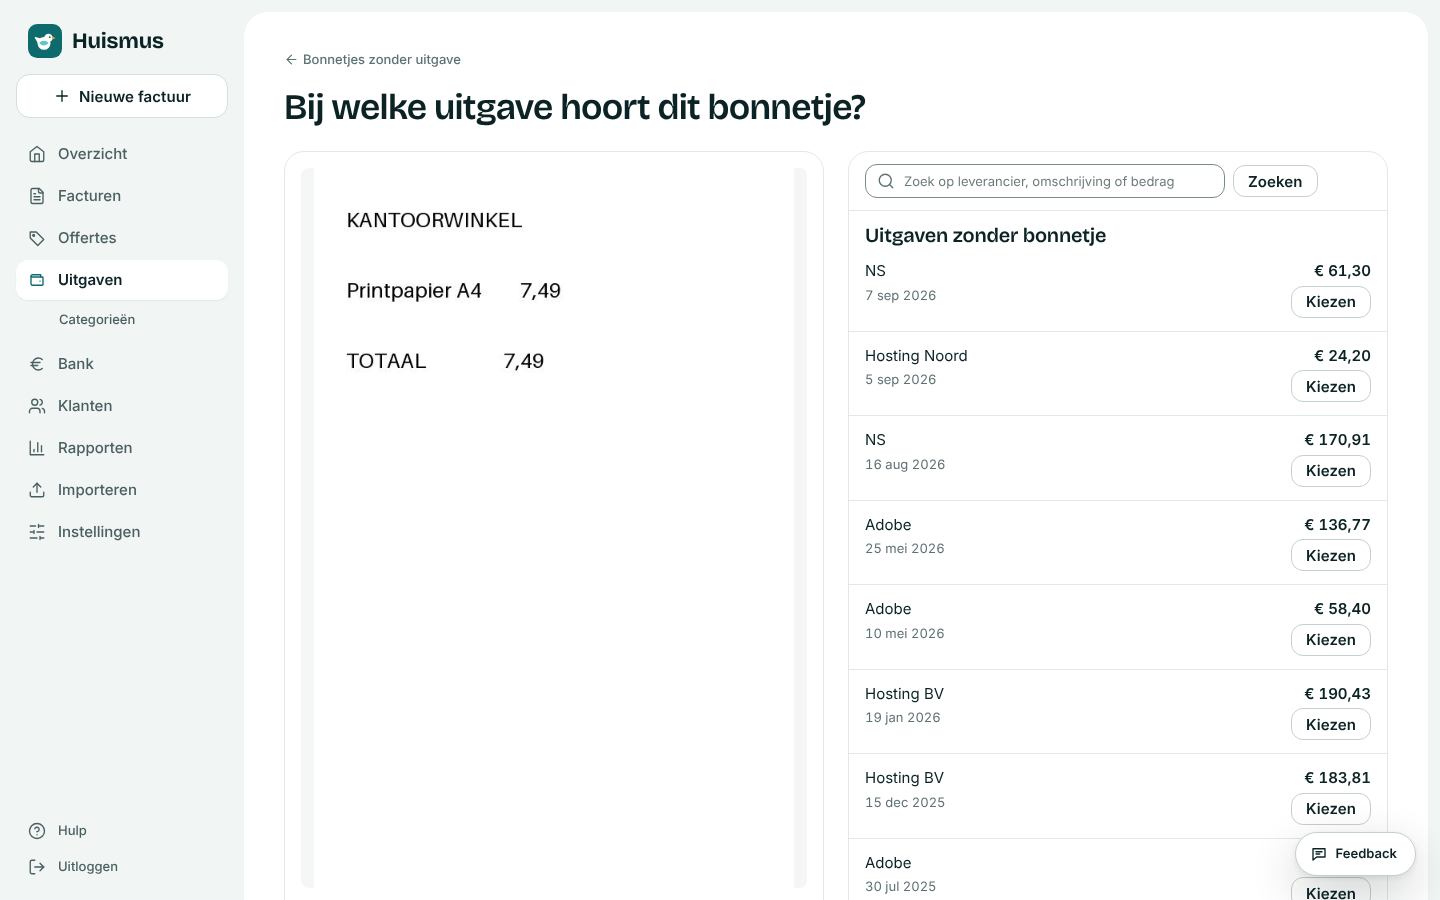 Huismus
Nieuwe factuur
Overzicht
Facturen
Offertes
Uitgaven
Categorieën
Bank
Klanten
Rapporten
Importeren
Instellingen
Hulp
Uitloggen
Bonnetjes zonder uitgave
Bij welke uitgave hoort dit bonnetje?
KANTOORWINKEL
Printpapier A4 7,49
TOTAAL 7,49
Zoek op leverancier, omschrijving of bedrag Zoeken
Uitgaven zonder bonnetje
NS € 61,30
7 sep 2026 Kiezen
Hosting Noord € 24,20
5 sep 2026 Kiezen
NS € 170,91
16 aug 2026 Kiezen
Adobe € 136,77
25 mei 2026 Kiezen
Adobe € 58,40
10 mei 2026 Kiezen
Hosting BV € 190,43
19 jan 2026 Kiezen
Hosting BV € 183,81
15 dec 2025 Kiezen
Adobe
30 jul 2025 Kiezen
Feedback